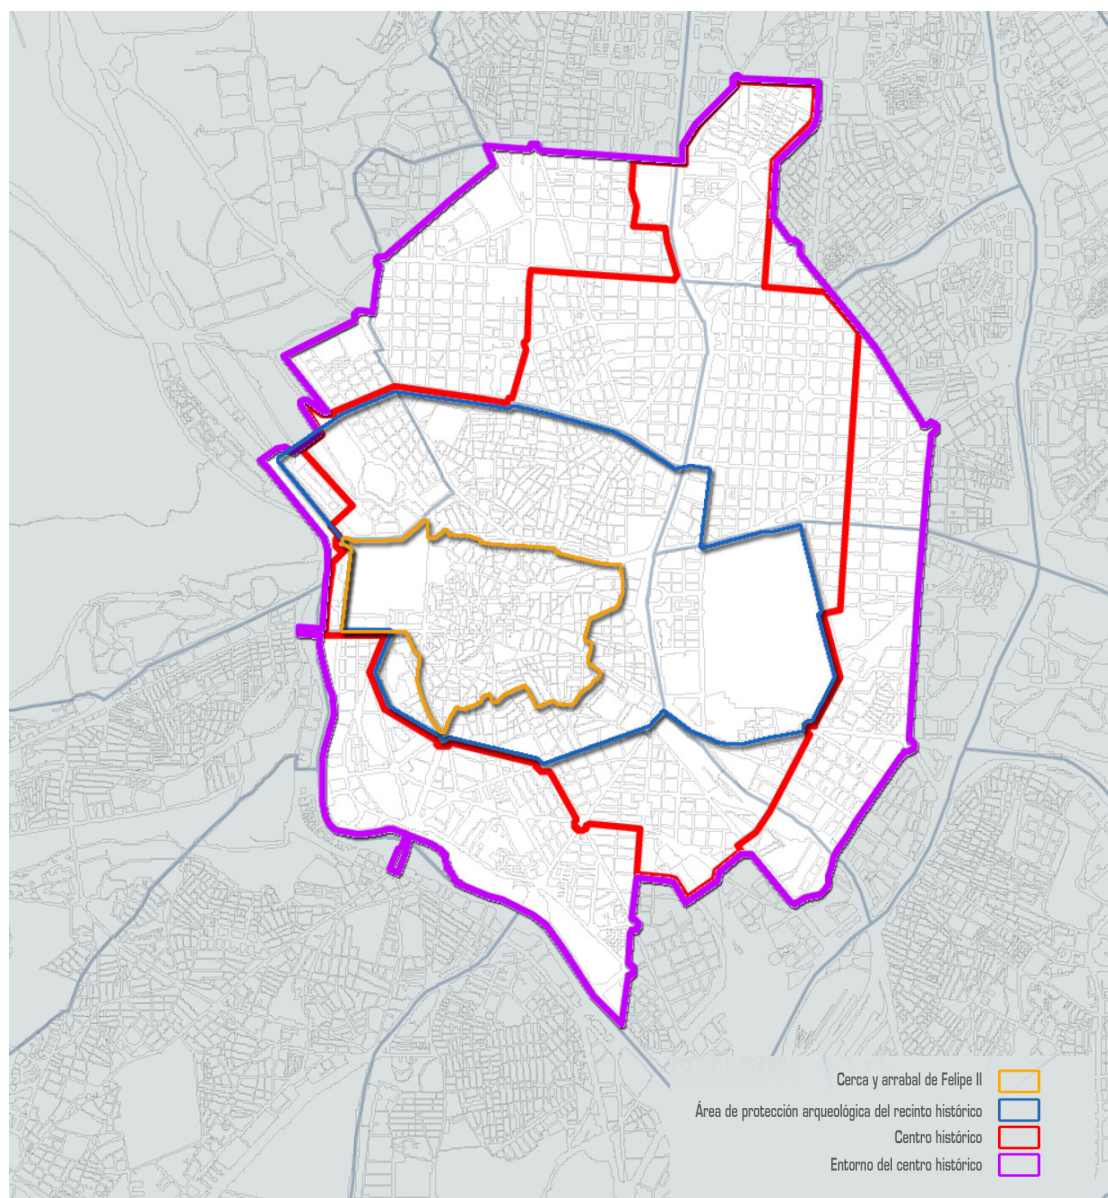 Cerca y arrabal de Felipe II
Área de protección arqueológica del recinto histórico
Centro histórico
Entorno del centro histórico